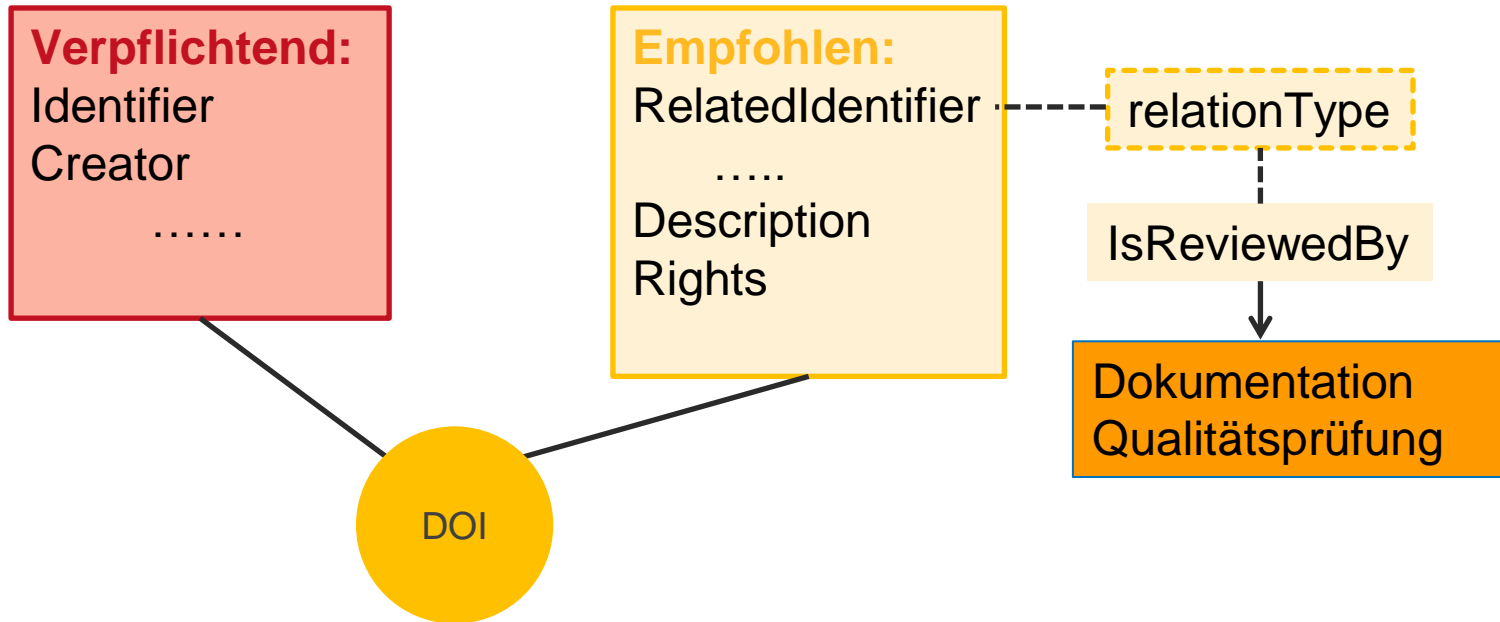 Verpflichtend:
Identifier
Creator
……
Empfohlen:
RelatedIdentifier
…..
Description
Rights
relationType
IsReviewedBy
Dokumentation
Qualitätsprüfung
DOI